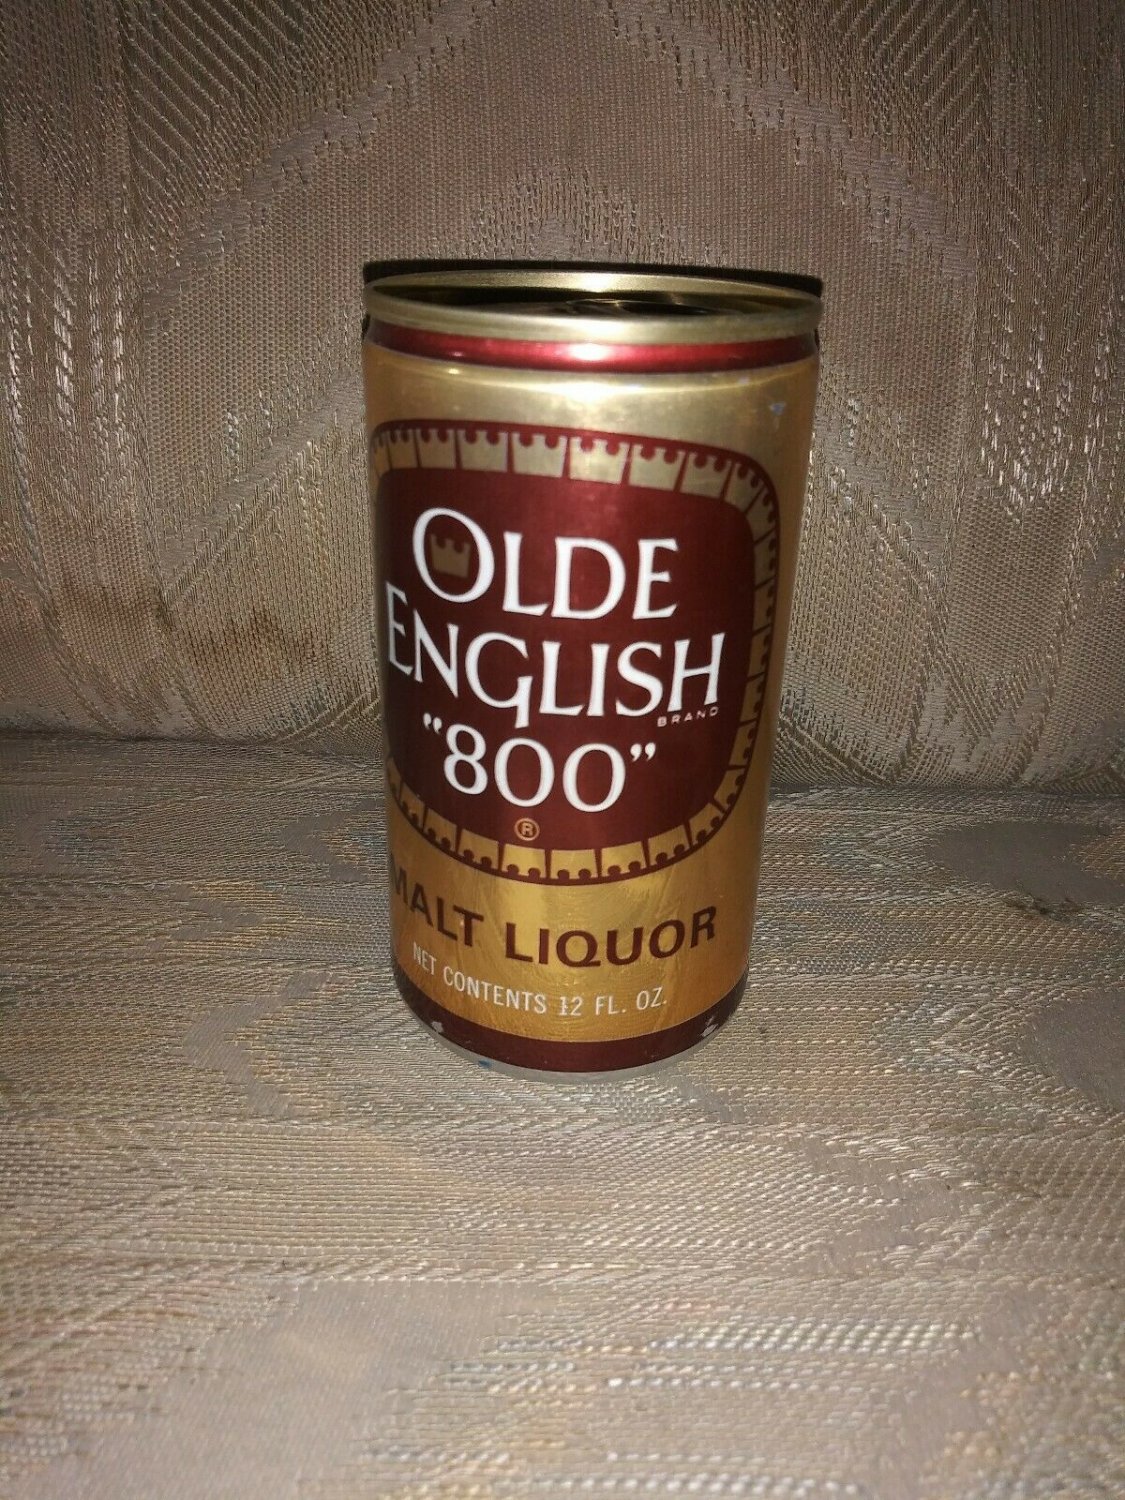 OLDE
ENGLISH
BRAND
“800”
®
MALT LIQUOR
NET CONTENTS 12 FL. OZ.